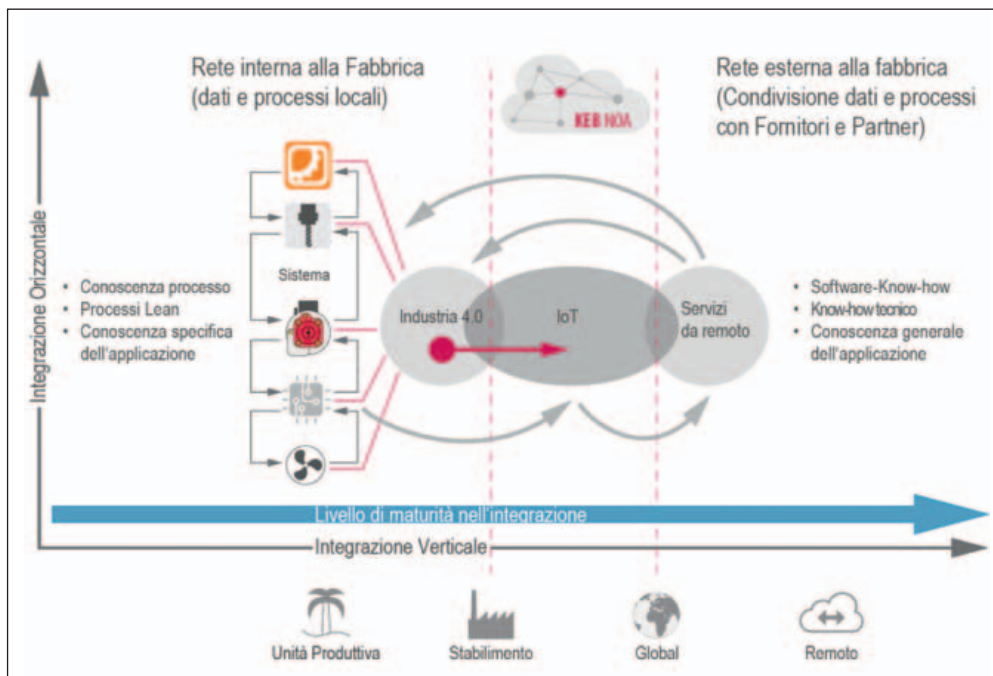 Rete interna alla Fabbrica
(dati e processi locali)
KEB NOA
Rete esterna alla fabbrica
(Condivisione dati e processi
con Fornitori e Partner)
Integrazione Orizzontale
• Conoscenza processo
• Processi Lean
• Conoscenza specifica
dell'applicazione
Sistema
Industria 4.0
IoT
Servizi
da remoto
• Software-Know-how
• Know-how tecnico
• Conoscenza generale
dell'applicazione
Livello di maturità nell'integrazione
Integrazione Verticale
Unità Produttiva
Stabilimento
Global
Remoto